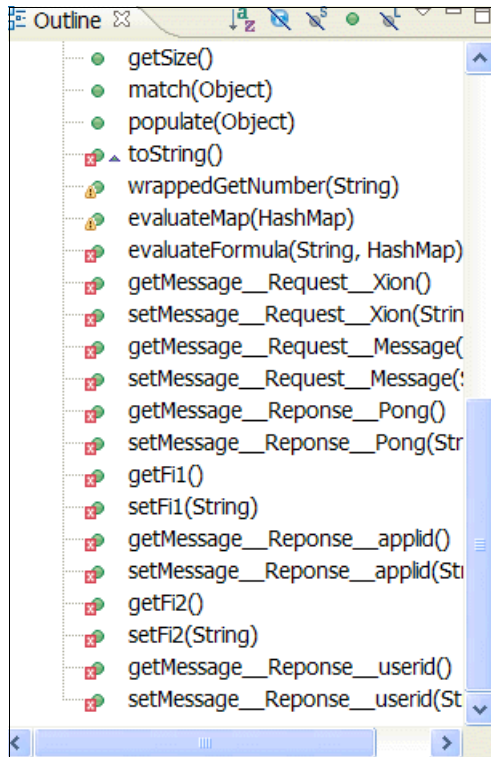 Outline
getSize()
match(Object)
populate(Object)
toString()
wrappedGetNumber(String)
evaluateMap(HashMap)
evaluateFormula(String, HashMap)
getMessage__Request__Xion()
setMessage__Request__Xion(Strin
getMessage__Request__Message(
setMessage__Request__Message(S
getMessage__Reponse__Pong()
setMessage__Reponse__Pong(Str
getFi1()
setFi1(String)
getMessage__Reponse__applid()
setMessage__Reponse__applid(Stri
getFi2()
setFi2(String)
getMessage__Reponse__userid()
setMessage__Reponse__userid(St